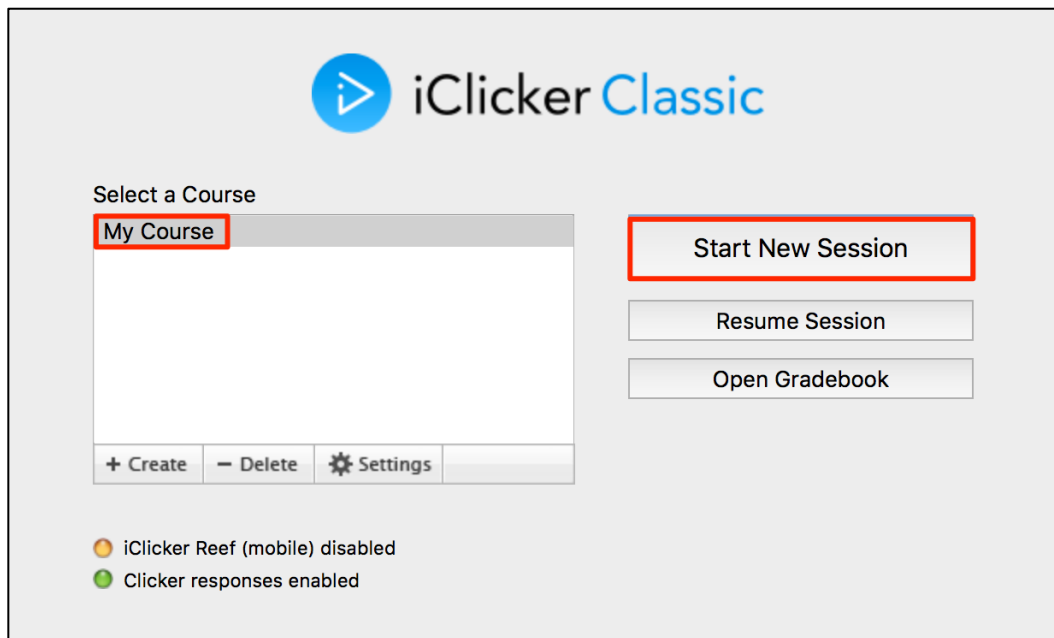 iClicker Classic
Select a Course
My Course
Start New Session
Resume Session
Open Gradebook
+ Create
− Delete
Settings
iClicker Reef (mobile) disabled
Clicker responses enabled